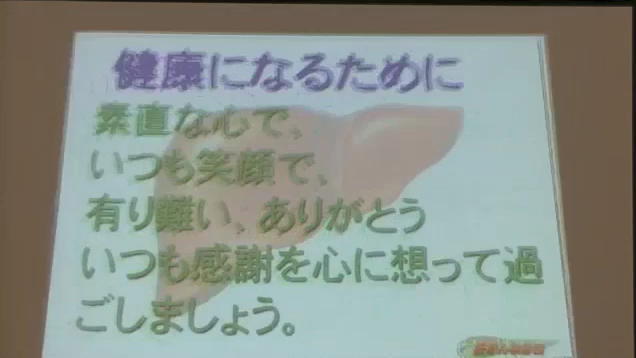 健康になるために
素直な心で、
いつも笑顔で、
有り難い、ありがとう
いつも感謝を心に想って過
ごしましょう。